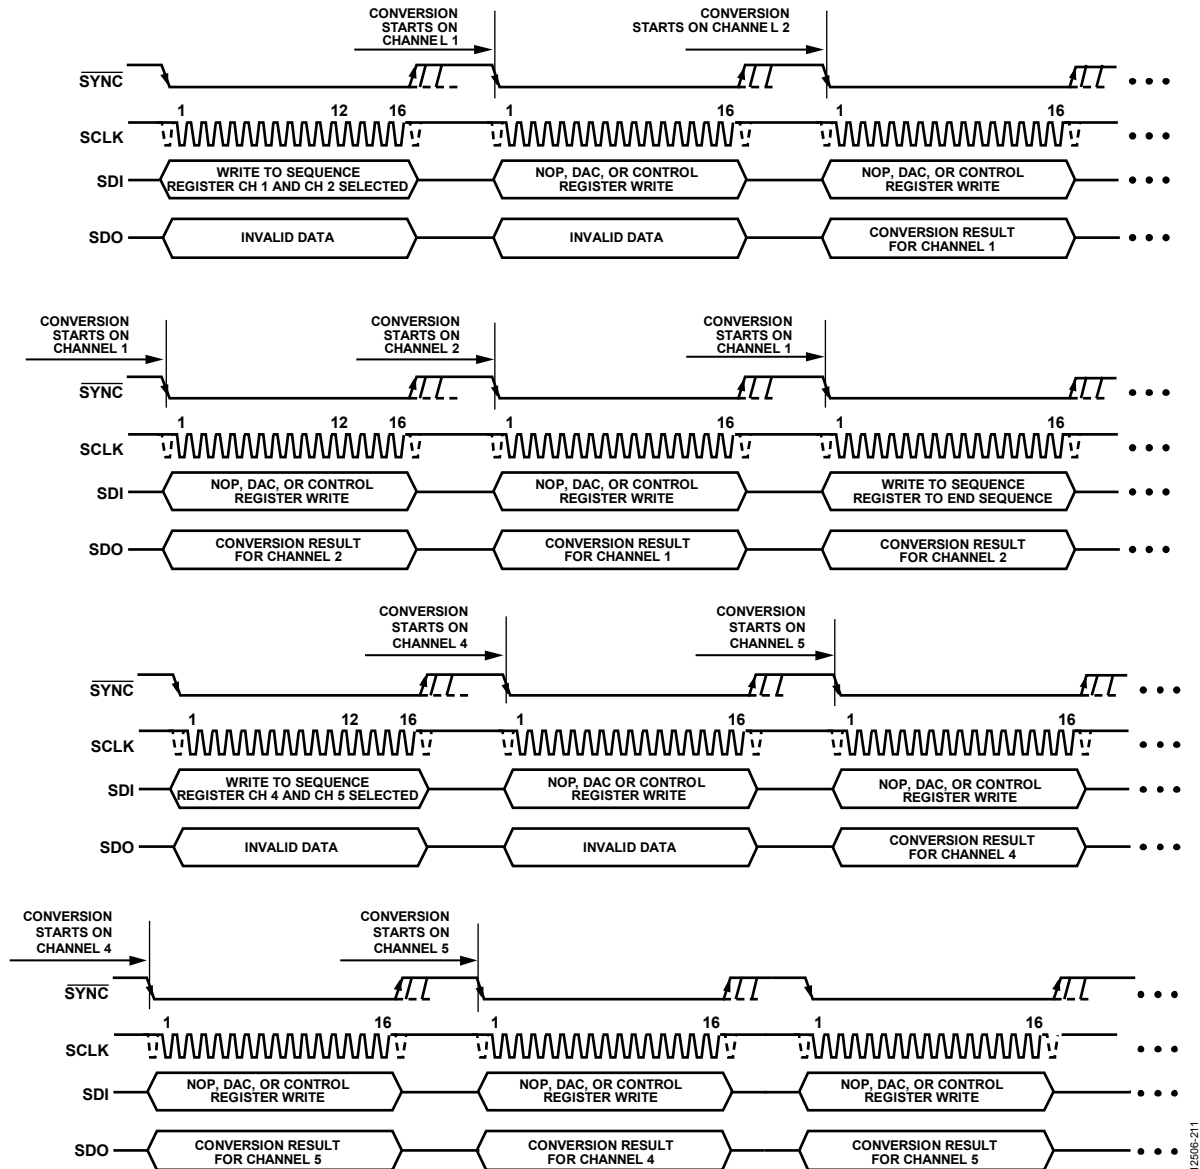 CONVERSION
STARTS ON
CHANNEL 1
CONVERSION
STARTS ON CHANNEL 2
SYNC
1 12 16 1 16 1 16
SCLK
SDI
WRITE TO SEQUENCE
REGISTER CH 1 AND CH 2 SELECTED
NOP, DAC, OR CONTROL
REGISTER WRITE
NOP, DAC, OR CONTROL
REGISTER WRITE
SDO
INVALID DATA
INVALID DATA
CONVERSION RESULT
FOR CHANNEL 1
CONVERSION
STARTS ON
CHANNEL 1
CONVERSION
STARTS ON
CHANNEL 2
CONVERSION
STARTS ON
CHANNEL 1
SYNC
1 12 16 1 16 1 16
SCLK
SDI
NOP, DAC, OR CONTROL
REGISTER WRITE
NOP, DAC, OR CONTROL
REGISTER WRITE
WRITE TO SEQUENCE
REGISTER TO END SEQUENCE
SDO
CONVERSION RESULT
FOR CHANNEL 2
CONVERSION RESULT
FOR CHANNEL 1
CONVERSION RESULT
FOR CHANNEL 2
CONVERSION
STARTS ON
CHANNEL 4
CONVERSION
STARTS ON
CHANNEL 5
SYNC
1 12 16 1 16 1 16
SCLK
SDI
WRITE TO SEQUENCE
REGISTER CH 4 AND CH 5 SELECTED
NOP, DAC OR CONTROL
REGISTER WRITE
NOP, DAC, OR CONTROL
REGISTER WRITE
SDO
INVALID DATA
INVALID DATA
CONVERSION RESULT
FOR CHANNEL 4
CONVERSION
STARTS ON
CHANNEL 4
CONVERSION
STARTS ON
CHANNEL 5
SYNC
1 16 1 16 1 16
SCLK
SDI
NOP, DAC, OR CONTROL
REGISTER WRITE
NOP, DAC, OR CONTROL
REGISTER WRITE
NOP, DAC, OR CONTROL
REGISTER WRITE
SDO
CONVERSION RESULT
FOR CHANNEL 5
CONVERSION RESULT
FOR CHANNEL 4
CONVERSION RESULT
FOR CHANNEL 5